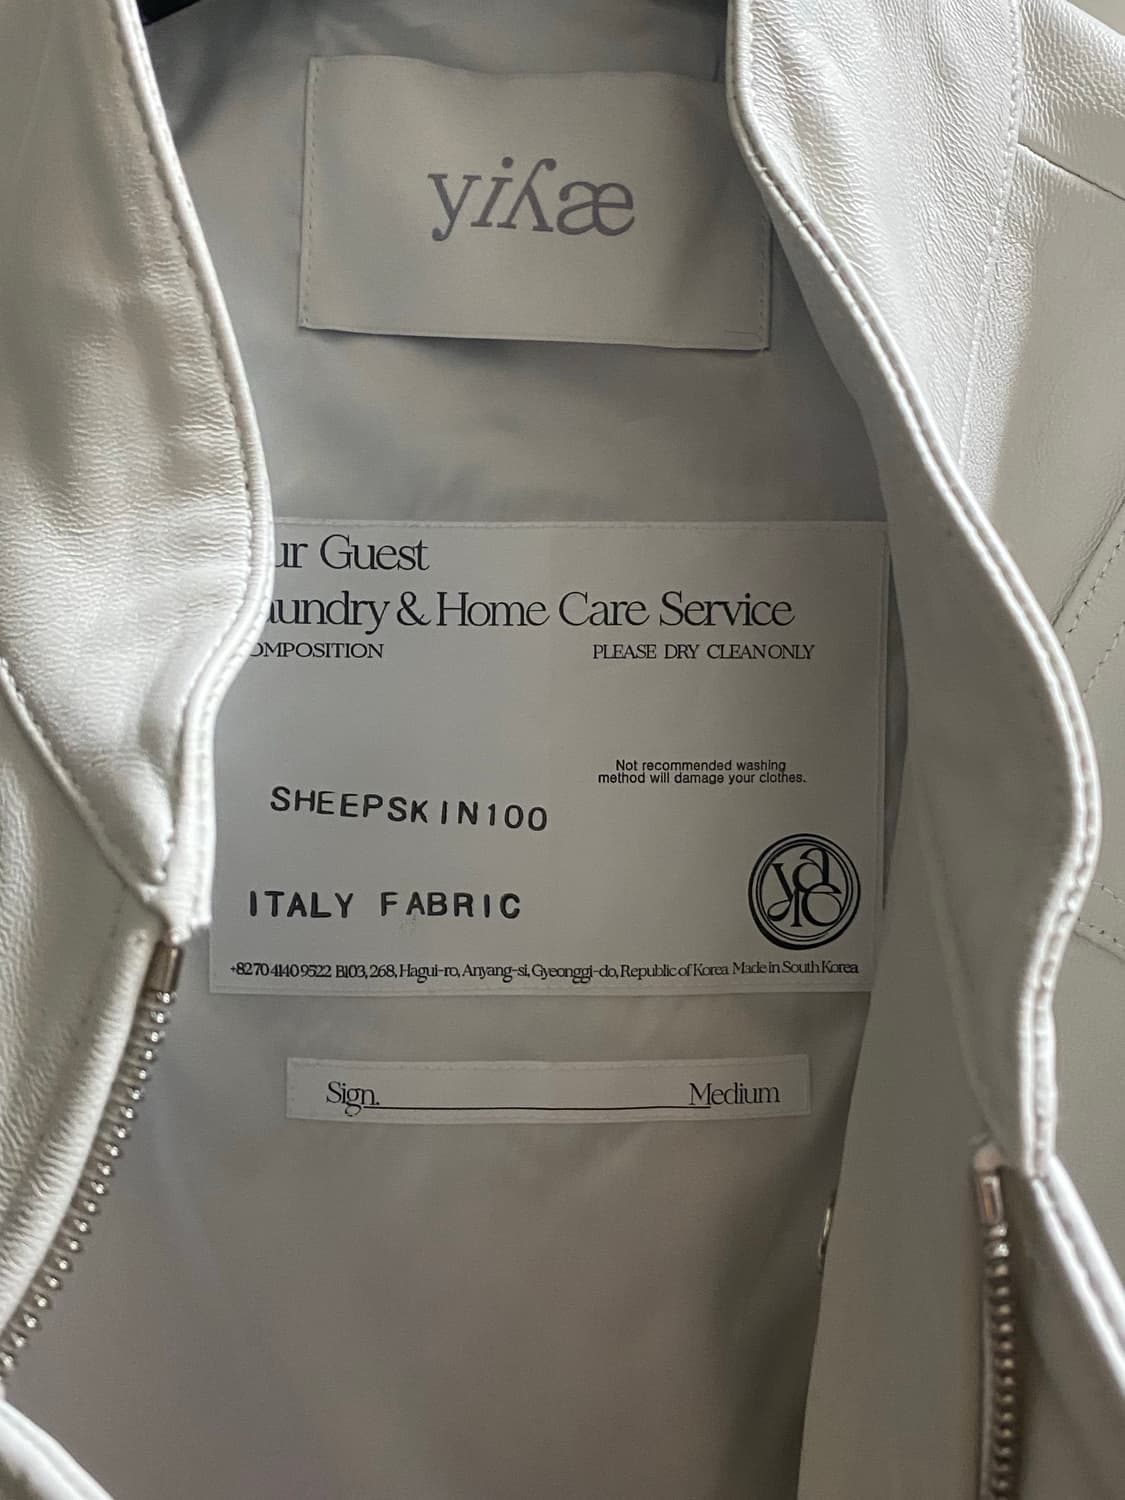 yiʎæ
ur Guest
undry & Home Care Service
OMPOSITION PLEASE DRY CLEAN ONLY
Not recommended washing
method will damage your clothes.
SHEEPSKIN100
ITALY FABRIC
+82 70 4140 9522 B103, 268, Hagui-ro, Anyang-si, Gyeonggi-do, Republic of Korea Made in South Korea
Sign. Medium